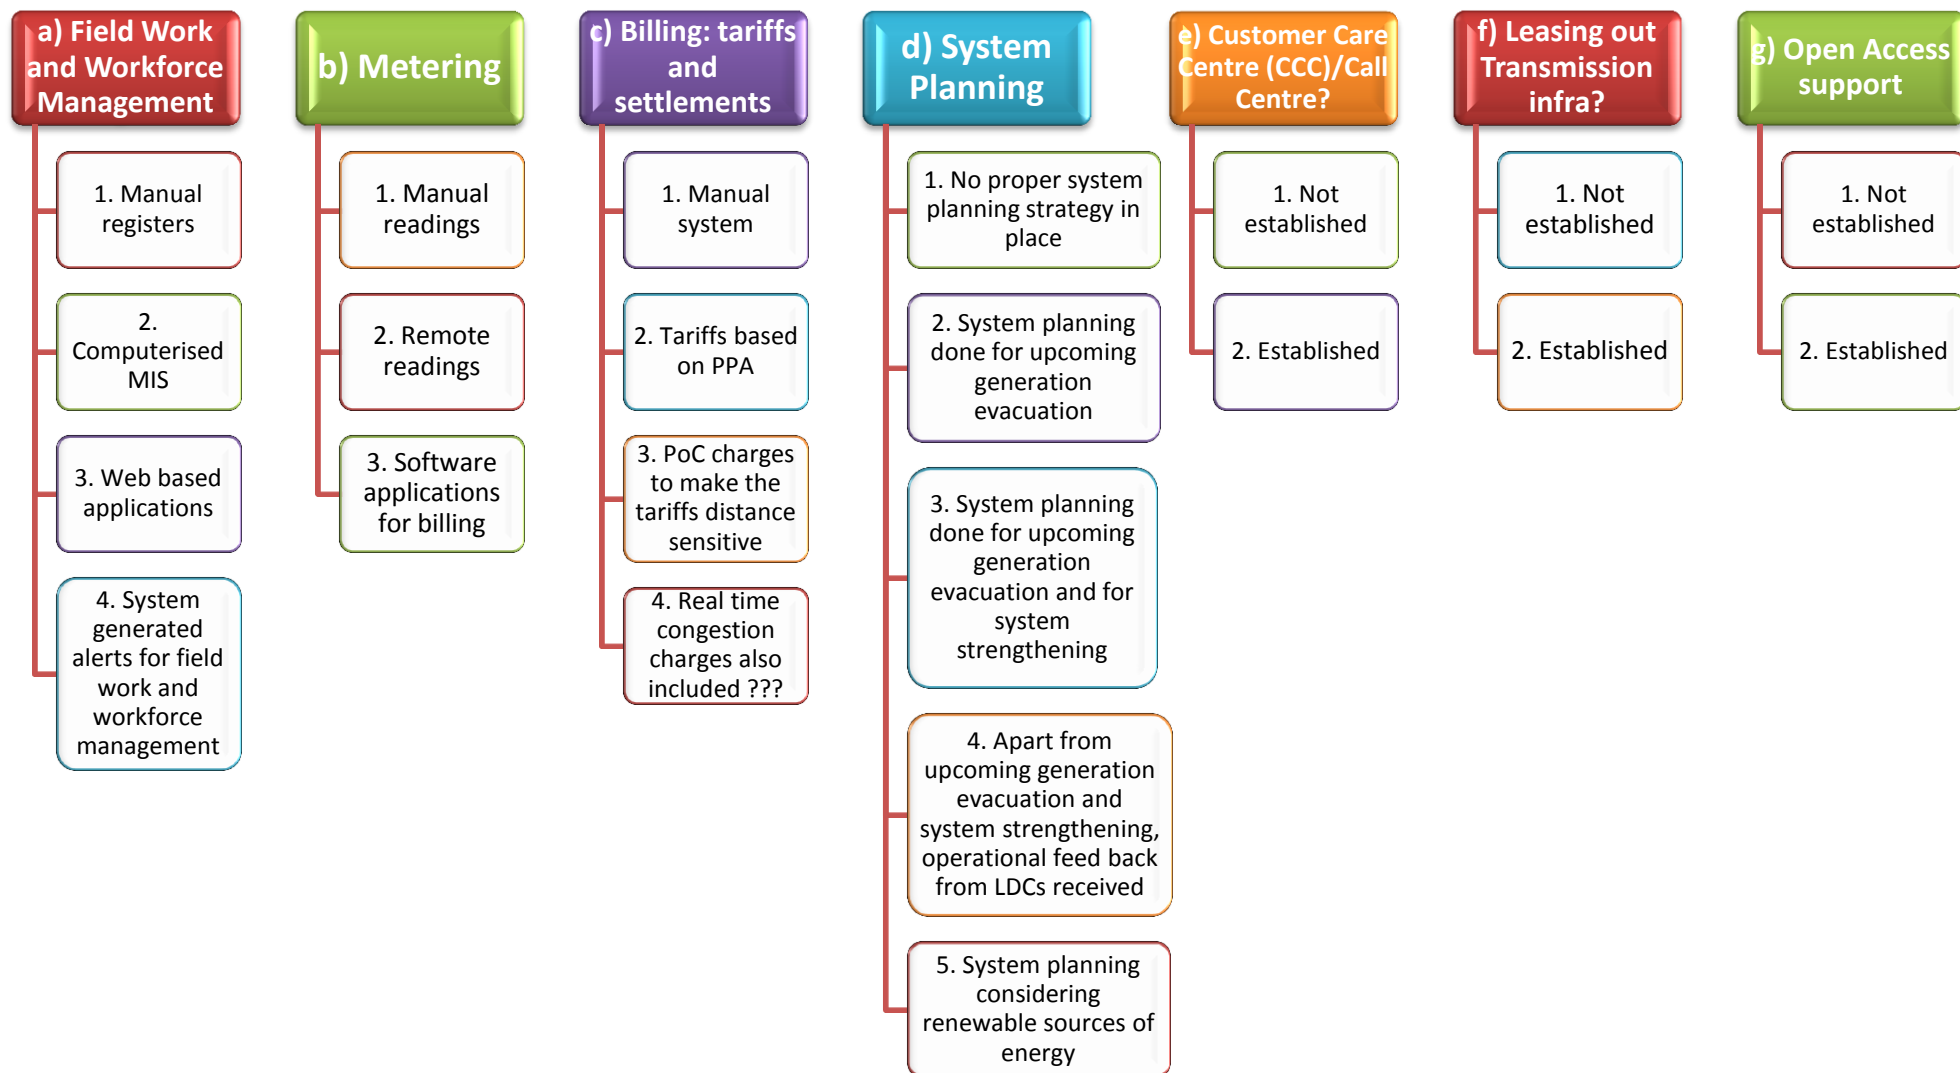 a) Field Work
and Workforce
Management
1. Manual
registers
2.
Computerised
MIS
3. Web based
applications
4. System
generated
alerts for field
work and
workforce
management
b) Metering
1. Manual
readings
2. Remote
readings
3. Software
applications
for billing
c) Billing: tariffs
and
settlements
1. Manual
system
2. Tariffs based
on PPA
3. PoC charges
to make the
tariffs distance
sensitive
4. Real time
congestion
charges also
included ???
d) System
Planning
1. No proper system
planning strategy in
place
2. System planning
done for upcoming
generation
evacuation
3. System planning
done for upcoming
generation
evacuation and for
system
strengthening
4. Apart from
upcoming generation
evacuation and
system strengthening,
operational feed back
from LDCs received
5. System planning
considering
renewable sources of
energy
e) Customer Care
Centre (CCC)/Call
Centre?
1. Not
established
2. Established
f) Leasing out
Transmission
infra?
1. Not
established
2. Established
g) Open Access
support
1. Not
established
2. Established